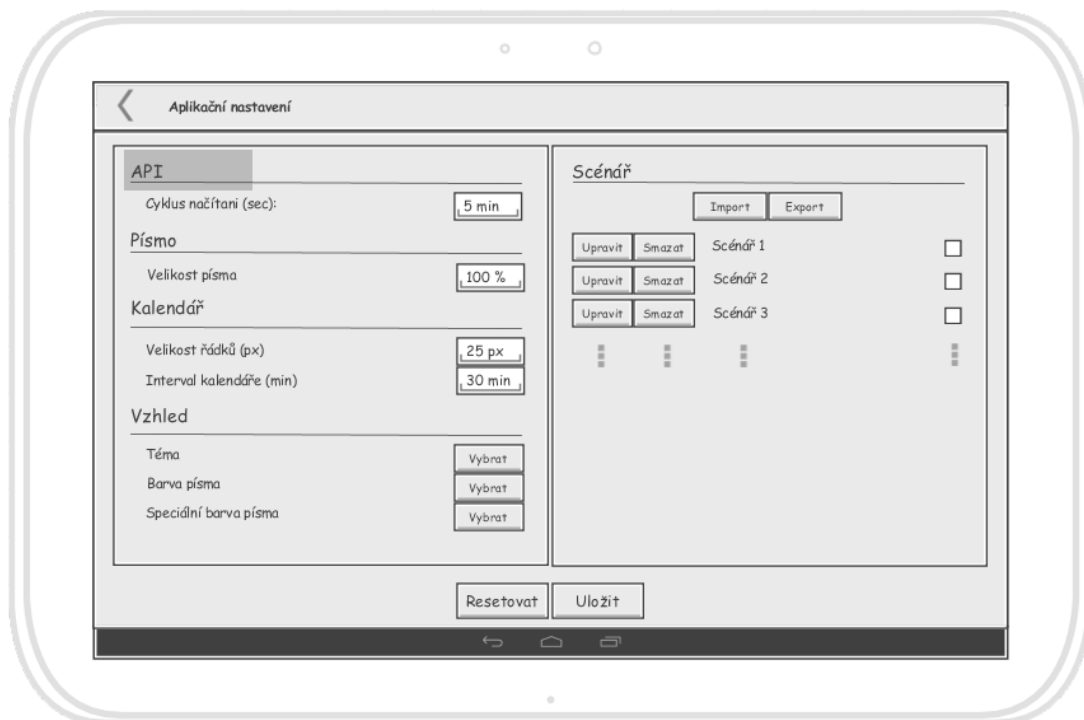 Aplikační nastavení
API
Cyklus načítani (sec): 5 min
Písmo
Velikost písma 100 %
Kalendář
Velikost řádků (px) 25 px
Interval kalendáře (min) 30 min
Vzhled
Téma Vybrat
Barva písma Vybrat
Speciální barva písma Vybrat
Scénář
Import Export
Upravit Smazat Scénář 1
Upravit Smazat Scénář 2
Upravit Smazat Scénář 3
Resetovat Uložit